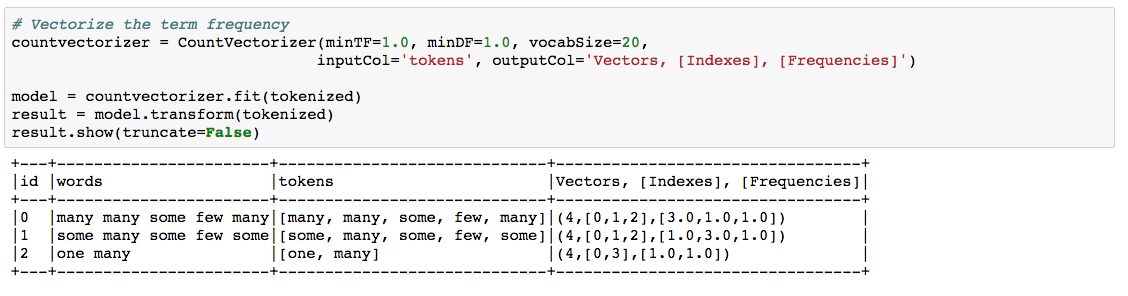 # Vectorize the term frequency
countvectorizer = CountVectorizer(minTF=1.0, minDF=1.0, vocabSize=20,
                                  inputCol='tokens', outputCol='Vectors, [Indexes], [Frequencies]')

model = countvectorizer.fit(tokenized)
result = model.transform(tokenized)
result.show(truncate=False)
+---+-----------------------+-----------------------------+---------------------------------+
|id |words                  |tokens                       |Vectors, [Indexes], [Frequencies]|
+---+-----------------------+-----------------------------+---------------------------------+
|0  |many many some few many|[many, many, some, few, many]|(4,[0,1,2],[3.0,1.0,1.0])        |
|1  |some many some few some|[some, many, some, few, some]|(4,[0,1,2],[1.0,3.0,1.0])        |
|2  |one many               |[one, many]                  |(4,[0,3],[1.0,1.0])              |
+---+-----------------------+-----------------------------+---------------------------------+